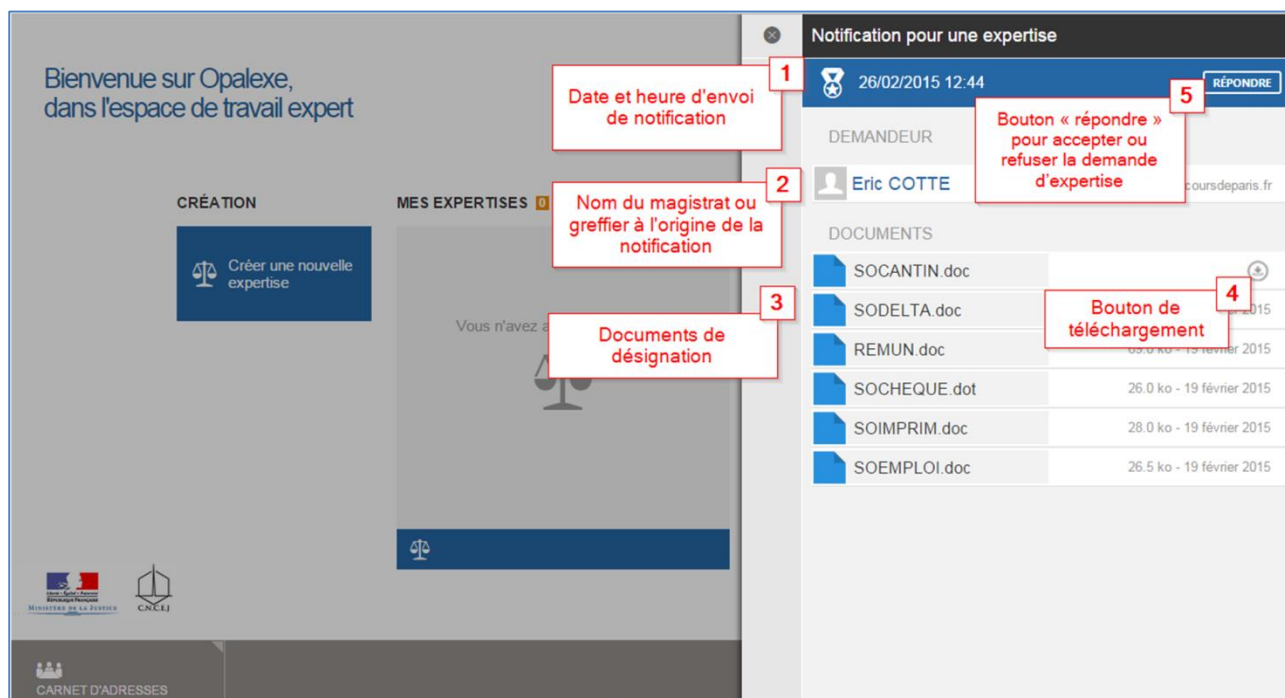 Notification pour une expertise
Bienvenue sur Opalexe,
dans l'espace de travail expert
1
Date et heure d'envoi
de notification
26/02/2015 12:44
RÉPONDRE
5
Bouton « répondre »
pour accepter ou
refuser la demande
d'expertise
DEMANDEUR
2
Nom du magistrat ou
greffier à l'origine de la
notification
Eric COTTE
coursdeparis.fr
CRÉATION
Créer une nouvelle
expertise
MES EXPERTISES 0
Vous n'avez
DOCUMENTS
3
Documents de
désignation
4
Bouton de
téléchargement
SOCANTIN.doc
SODELTA.doc
2015
REMUN.doc
69.0 ko - 19 février 2015
SOCHEQUE.dot
26.0 ko - 19 février 2015
SOIMPRIM.doc
28.0 ko - 19 février 2015
SOEMPLOI.doc
26.5 ko - 19 février 2015
MINISTÈRE DE LA JUSTICE
C.N.C.E.J
CARNET D'ADRESSES